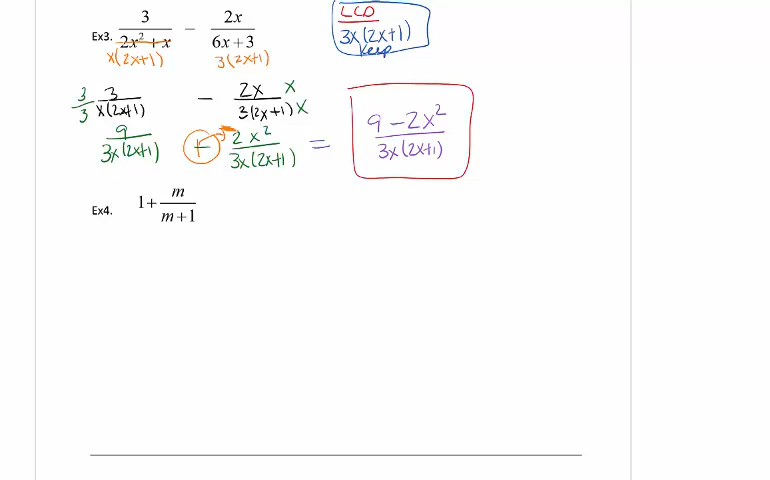 Ex3. 3/(2x² + x) − 2x/(6x + 3)
x(2x+1) 3(2x+1)
LCD
3x(2x+1)
Keep
3/3 3/(x(2x+1)) − 2x/(3(2x+1)) x/x
9/(3x(2x+1)) − 2x²/(3x(2x+1)) = (9 − 2x²)/(3x(2x+1))
Ex4. 1 + m/(m + 1)